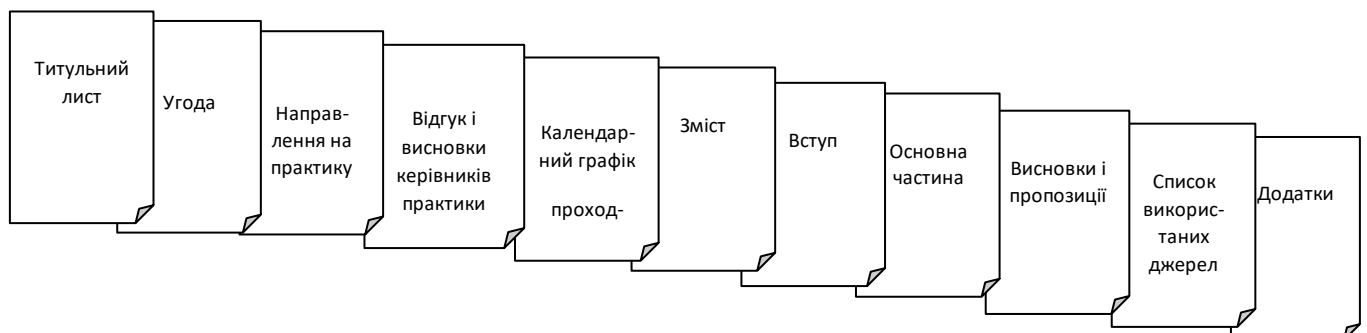 Титульний
лист
Угода
Направ-
лення на
практику
Відгук і
висновки
керівників
практики
Календар-
ний графік
проход-
Зміст
Вступ
Основна
частина
Висновки і
пропозиції
Список
викорис-
таних
джерел
Додатки